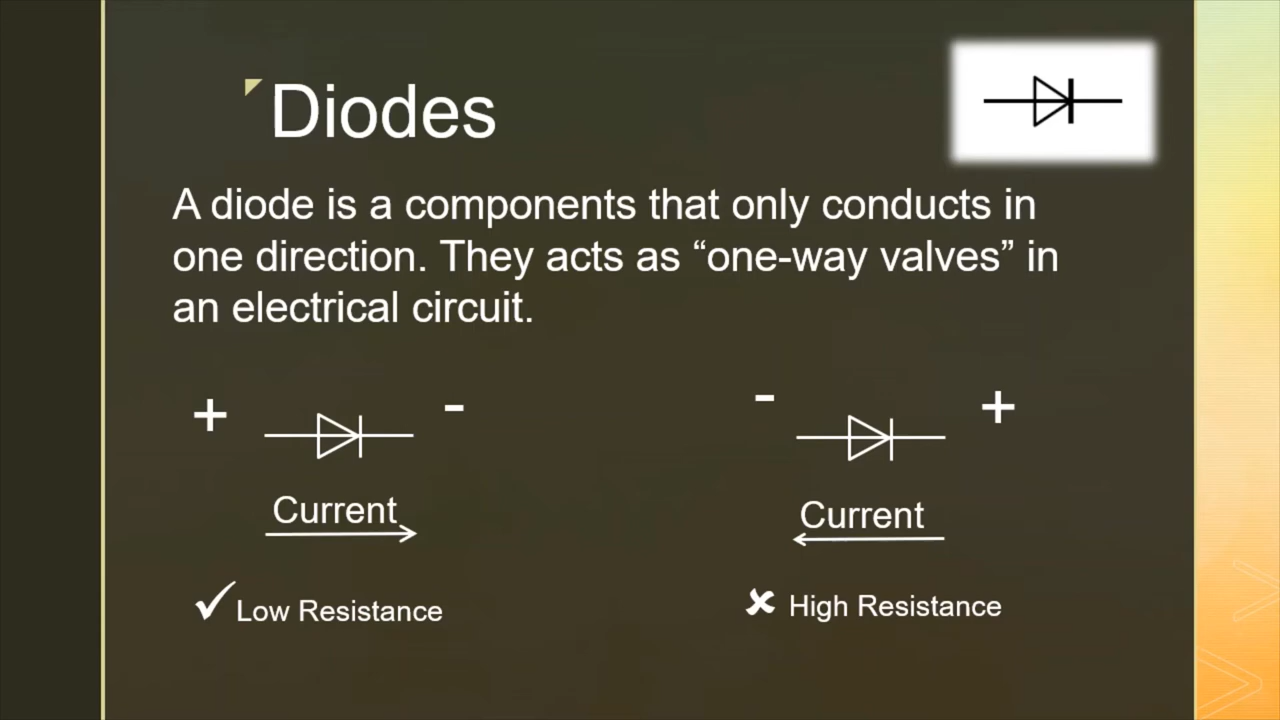 Diodes
A diode is a components that only conducts in
one direction. They acts as “one-way valves” in
an electrical circuit.
+ -
- +
Current
Current
✓ Low Resistance
✘ High Resistance